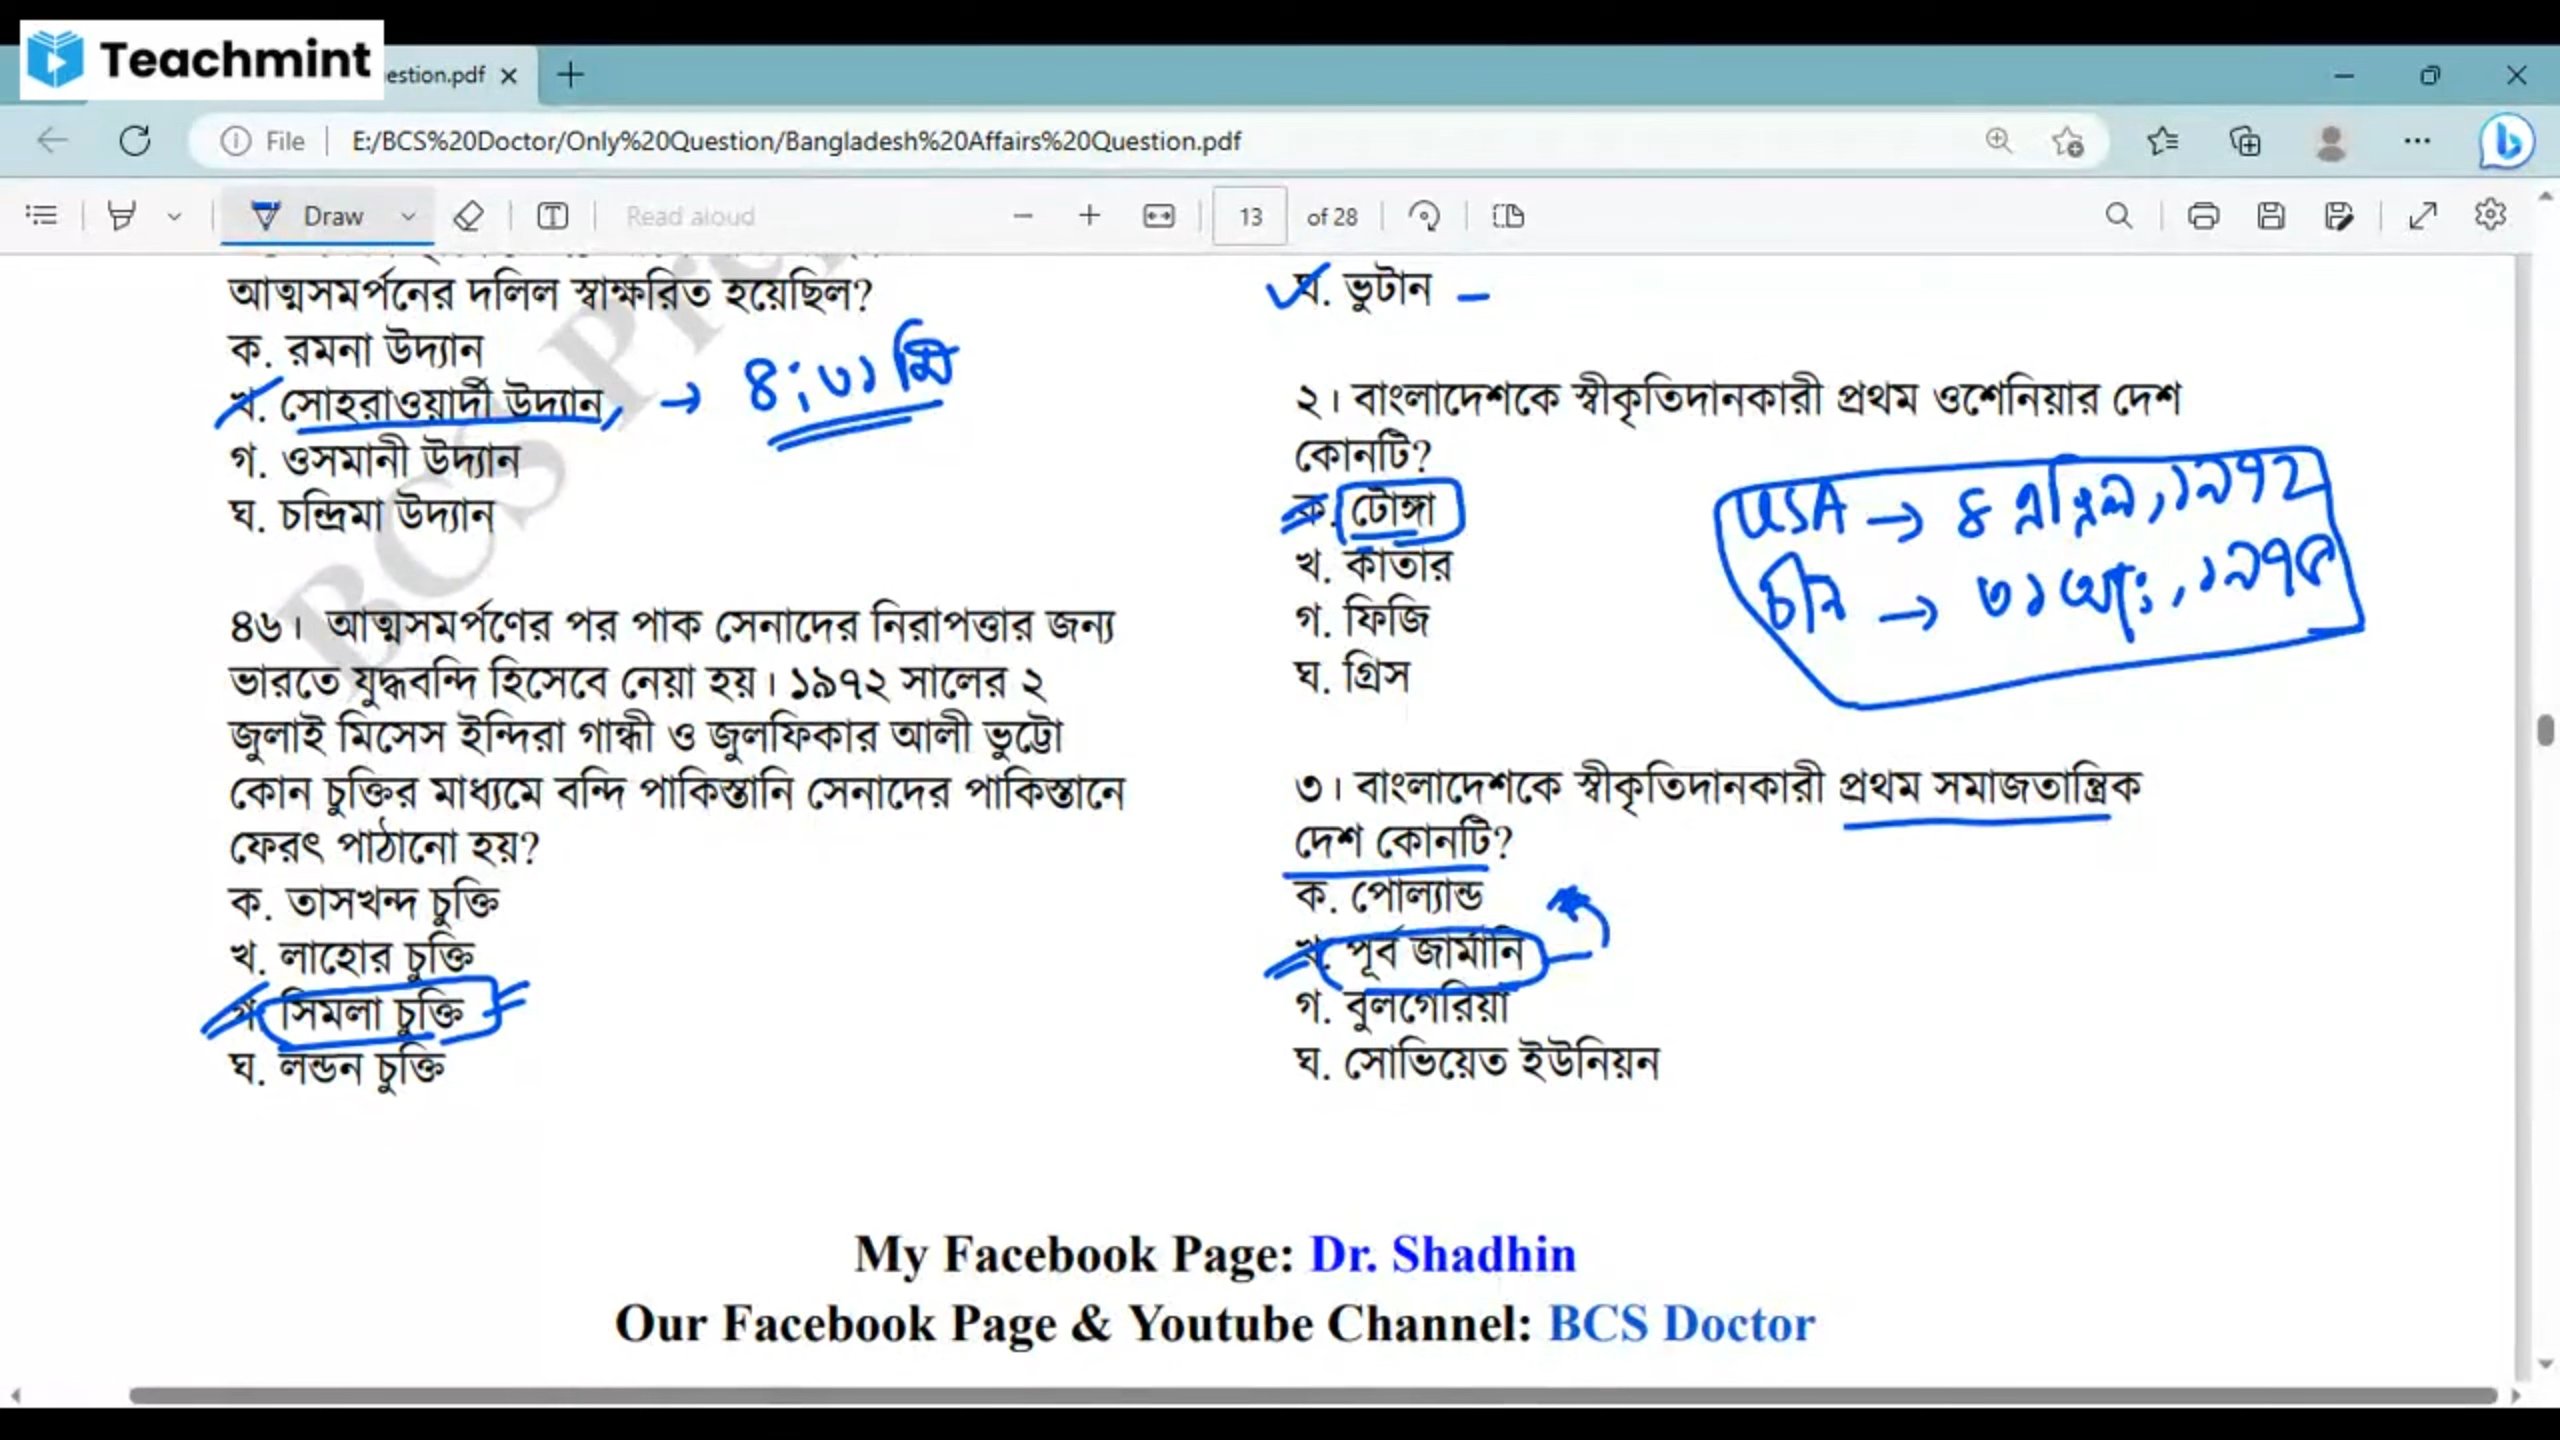 Teachmint
estion.pdf
File
E:/BCS%20Doctor/Only%20Question/Bangladesh%20Affairs%20Question.pdf
Draw
Read aloud
13 of 28
আত্মসমর্পনের দলিল স্বাক্ষরিত হয়েছিল?
ক. রমনা উদ্যান
খ. সোহরাওয়ার্দী উদ্যান, → ৪:৩১ মি
গ. ওসমানী উদ্যান
ঘ. চন্দ্রিমা উদ্যান
৪৬। আত্মসমর্পণের পর পাক সেনাদের নিরাপত্তার জন্য
ভারতে যুদ্ধবন্দি হিসেবে নেয়া হয়। ১৯৭২ সালের ২
জুলাই মিসেস ইন্দিরা গান্ধী ও জুলফিকার আলী ভুট্টো
কোন চুক্তির মাধ্যমে বন্দি পাকিস্তানি সেনাদের পাকিস্তানে
ফেরৎ পাঠানো হয়?
ক. তাসখন্দ চুক্তি
খ. লাহোর চুক্তি
গ. সিমলা চুক্তি
ঘ. লন্ডন চুক্তি
ঘ. ভুটান
২। বাংলাদেশকে স্বীকৃতিদানকারী প্রথম ওশেনিয়ার দেশ
কোনটি?
ক. টোঙ্গা
খ. কাতার
গ. ফিজি
ঘ. গ্রিস
USA → ৪ এপ্রিল, ১৯৭২
চীন → ৩১ আঃ, ১৯৭৫
৩। বাংলাদেশকে স্বীকৃতিদানকারী প্রথম সমাজতান্ত্রিক
দেশ কোনটি?
ক. পোল্যান্ড
খ. পূর্ব জার্মানি
গ. বুলগেরিয়া
ঘ. সোভিয়েত ইউনিয়ন
My Facebook Page: Dr. Shadhin
Our Facebook Page & Youtube Channel: BCS Doctor